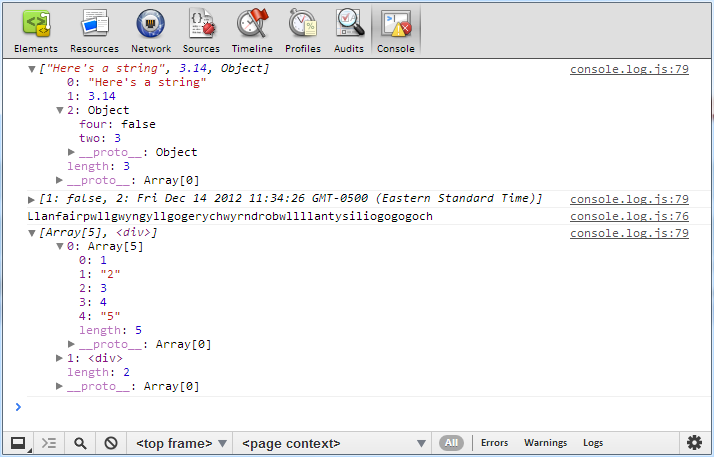 Elements Resources Network Sources Timeline Profiles Audits Console
["Here's a string", 3.14, Object] console.log.js:79
0: "Here's a string"
1: 3.14
2: Object
four: false
two: 3
__proto__: Object
length: 3
__proto__: Array[0]
[1: false, 2: Fri Dec 14 2012 11:34:26 GMT-0500 (Eastern Standard Time)] console.log.js:79
Llanfairpwllgwyngyllgogerychwyrndrobwllllantysiliogogogoch console.log.js:76
[Array[5], <div>] console.log.js:79
0: Array[5]
0: 1
1: "2"
2: 3
3: 4
4: "5"
length: 5
__proto__: Array[0]
1: <div>
length: 2
__proto__: Array[0]
<top frame> <page context> All Errors Warnings Logs